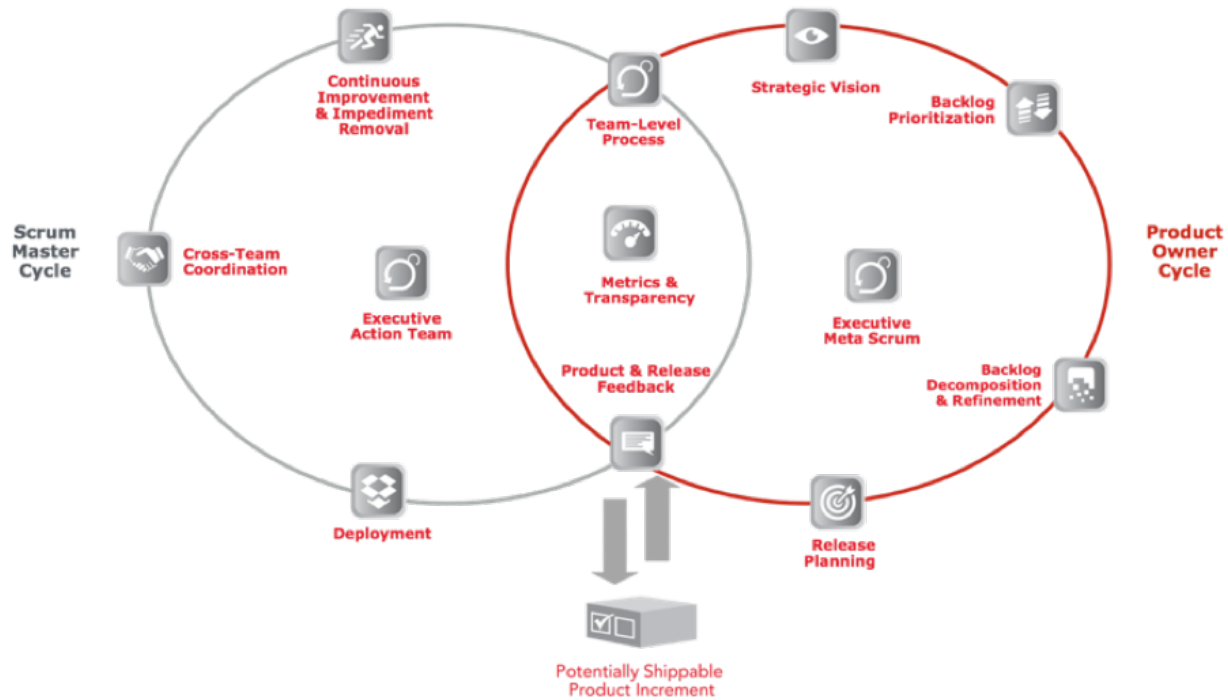 Continuous
Improvement
& Impediment
Removal
Team-Level
Process
Strategic Vision
Backlog
Prioritization
Scrum
Master
Cycle
Cross-Team
Coordination
Executive
Action Team
Metrics &
Transparency
Executive
Meta Scrum
Product
Owner
Cycle
Product & Release
Feedback
Backlog
Decomposition
& Refinement
Deployment
Release
Planning
Potentially Shippable
Product Increment